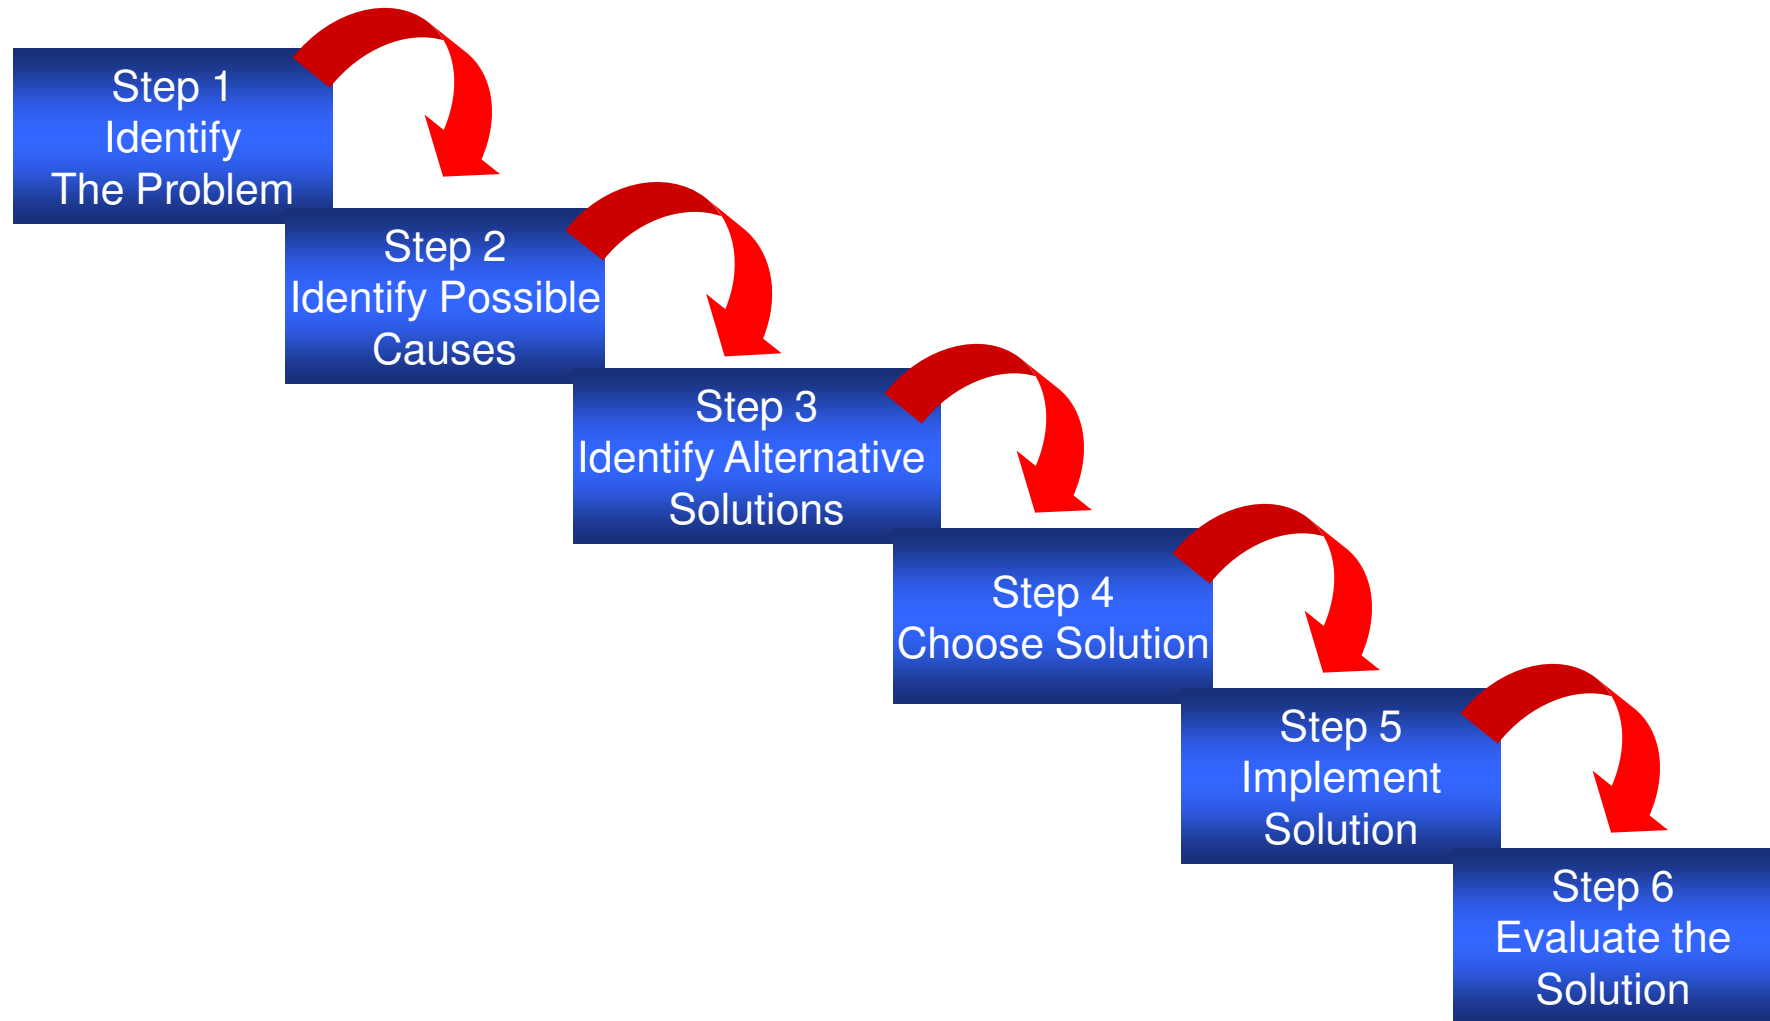 Step 1
Identify
The Problem
Step 2
Identify Possible
Causes
Step 3
Identify Alternative
Solutions
Step 4
Choose Solution
Step 5
Implement
Solution
Step 6
Evaluate the
Solution